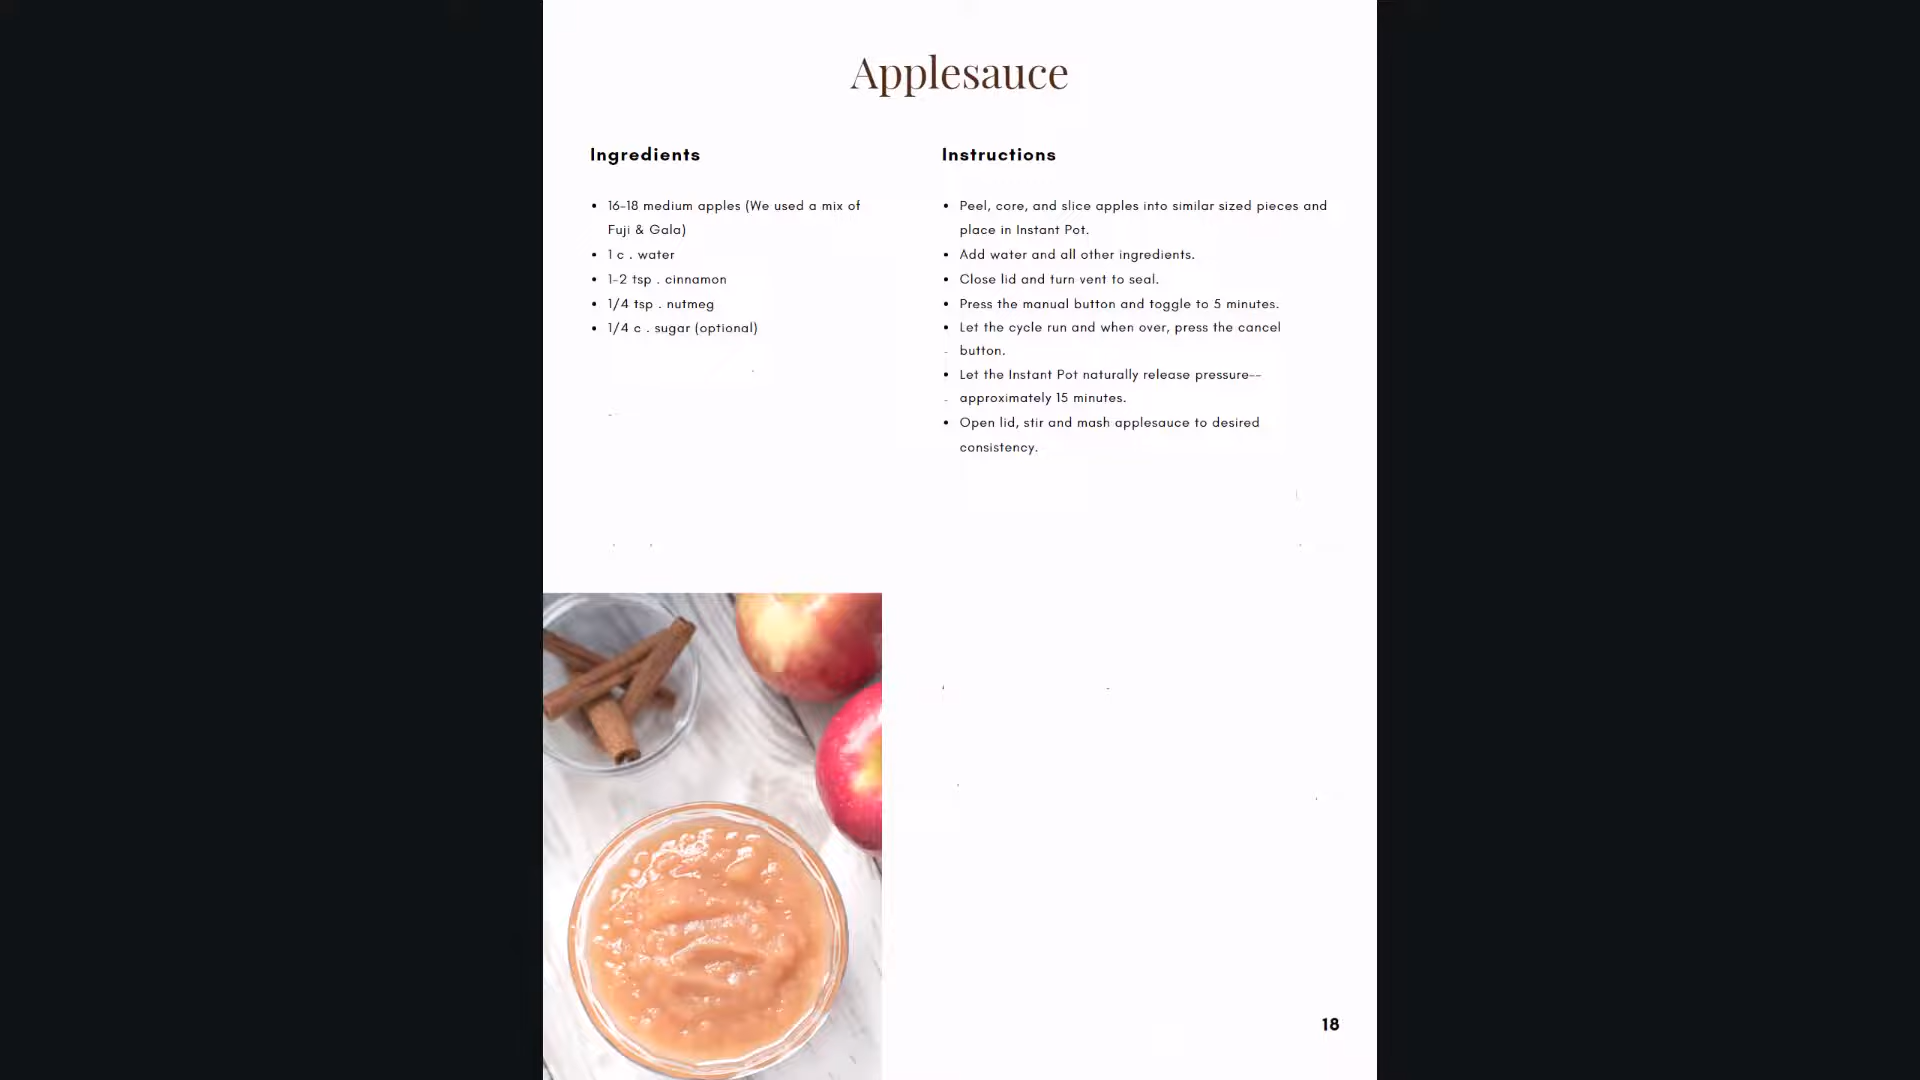 Applesauce
Ingredients
• 16-18 medium apples (We used a mix of
Fuji & Gala)
• 1 c . water
• 1-2 tsp . cinnamon
• 1/4 tsp . nutmeg
• 1/4 c . sugar (optional)
Instructions
• Peel, core, and slice apples into similar sized pieces and
place in Instant Pot.
• Add water and all other ingredients.
• Close lid and turn vent to seal.
• Press the manual button and toggle to 5 minutes.
• Let the cycle run and when over, press the cancel
button.
• Let the Instant Pot naturally release pressure--
approximately 15 minutes.
• Open lid, stir and mash applesauce to desired
consistency.
18